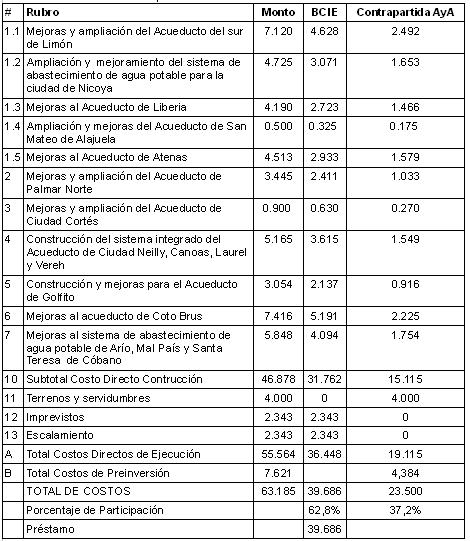 # Rubro Monto BCIE Contrapartida AyA
1.1 Mejoras y ampliación del Acueducto del sur 7.120 4.628 2.492
de Limón
1.2 Ampliación y mejoramiento del sistema de 4.725 3.071 1.653
abastecimiento de agua potable para la
ciudad de Nicoya
1.3 Mejoras al Acueducto de Liberia 4.190 2.723 1.466
1.4 Ampliación y mejoras del Acueducto de San 0.500 0.325 0.175
Mateo de Alajuela
1.5 Mejoras al Acueducto de Atenas 4.513 2.933 1.579
2 Mejoras y ampliación del Acueducto de 3.445 2.411 1.033
Palmar Norte
3 Mejoras y ampliación del Acueducto de 0.900 0.630 0.270
Ciudad Cortés
4 Construcción del sistema integrado del 5.165 3.615 1.549
Acueducto de Ciudad Neilly, Canoas, Laurel
y Vereh
5 Construcción y mejoras para el Acueducto 3.054 2.137 0.916
de Golfito
6 Mejoras al acueducto de Coto Brus 7.416 5.191 2.225
7 Mejoras al sistema de abastecimiento de 5.848 4.094 1.754
agua potable de Arío, Mal País y Santa
Teresa de Cóbano
10 Subtotal Costo Directo Contrucción 46.878 31.762 15.115
11 Terrenos y servidumbres 4.000 0 4.000
12 Imprevistos 2.343 2.343 0
13 Escalamiento 2.343 2.343 0
A Total Costos Directos de Ejecución 55.564 36.448 19.115
B Total Costos de Preinversión 7.621 4,384
TOTAL DE COSTOS 63.185 39.686 23.500
Porcentaje de Participación 62,8% 37,2%
Préstamo 39.686